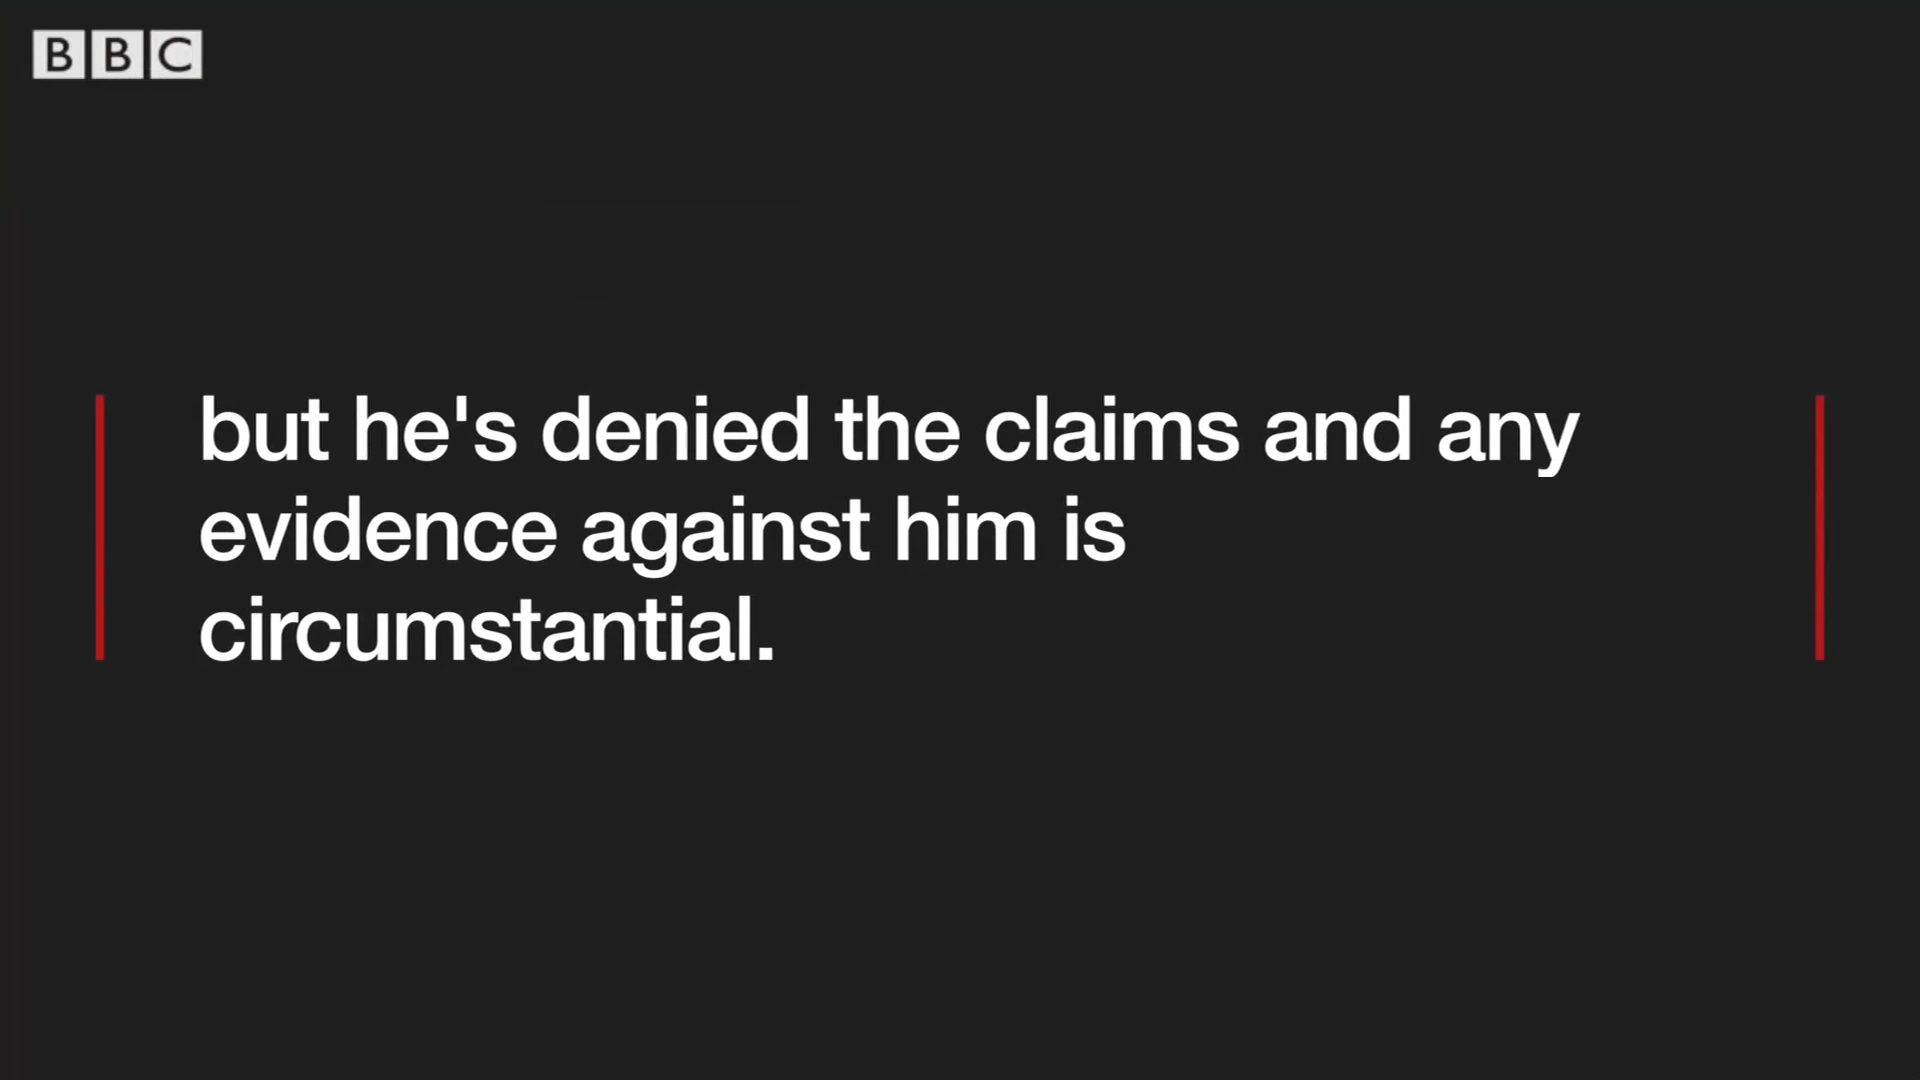 BBC
but he's denied the claims and any
evidence against him is
circumstantial.